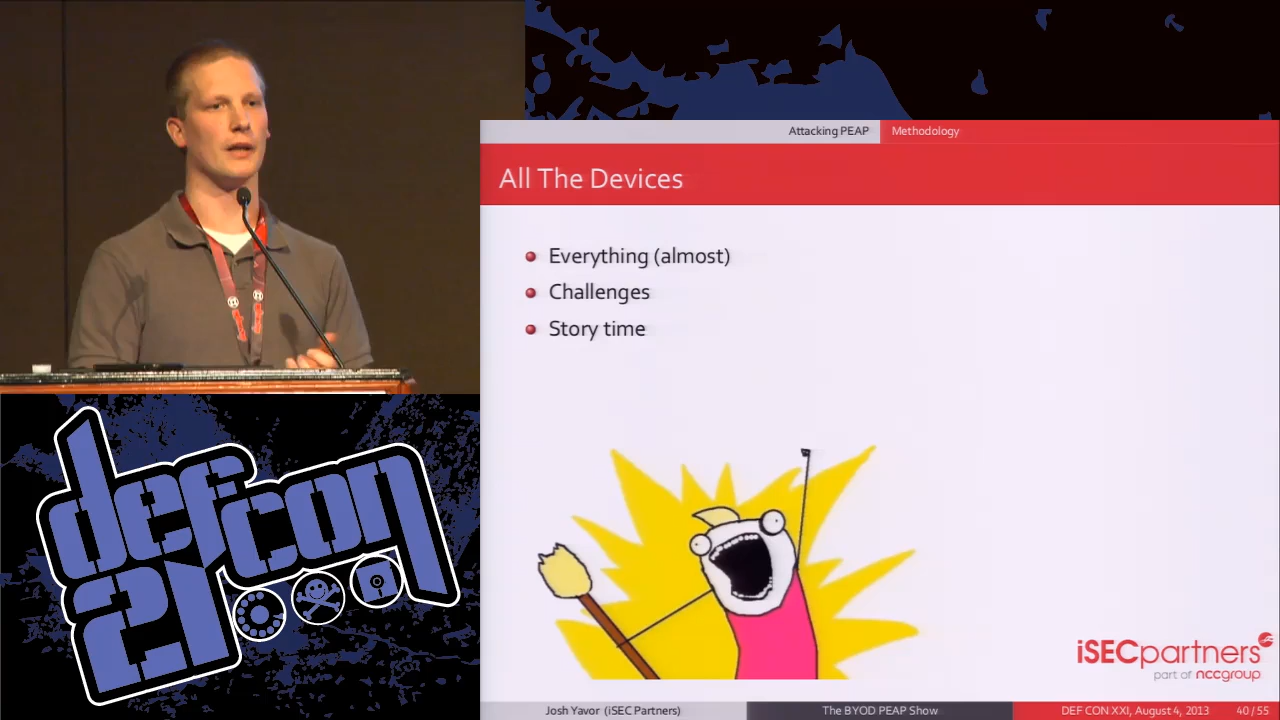 Attacking PEAP
Methodology
All The Devices
Everything (almost)
Challenges
Story time
defcon
21
iSECpartners
part of nccgroup
Josh Yavor (iSEC Partners)
The BYOD PEAP Show
DEF CON XXI, August 4, 2013
40 / 55